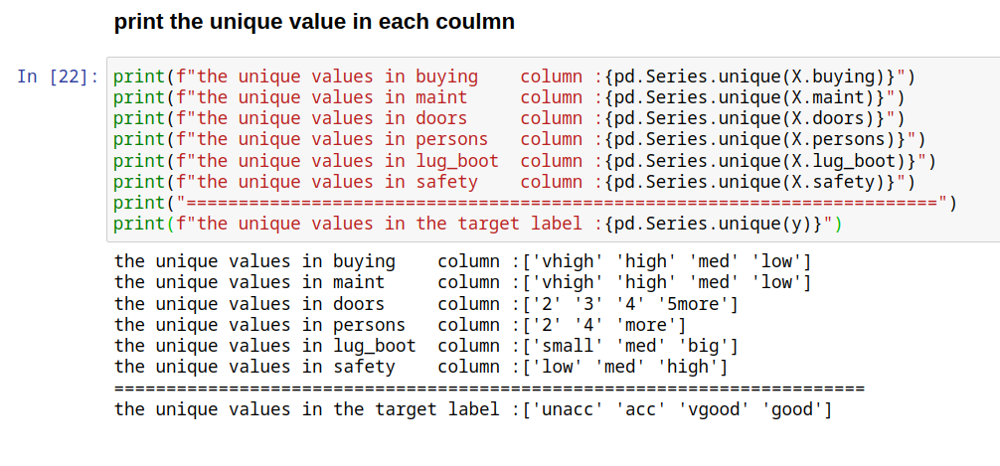 print the unique value in each coulmn
In [22]: print(f"the unique values in buying    column :{pd.Series.unique(X.buying)}")
print(f"the unique values in maint     column :{pd.Series.unique(X.maint)}")
print(f"the unique values in doors     column :{pd.Series.unique(X.doors)}")
print(f"the unique values in persons   column :{pd.Series.unique(X.persons)}")
print(f"the unique values in lug_boot  column :{pd.Series.unique(X.lug_boot)}")
print(f"the unique values in safety    column :{pd.Series.unique(X.safety)}")
print("========================================================================")
print(f"the unique values in the target label :{pd.Series.unique(y)}")
the unique values in buying    column :['vhigh' 'high' 'med' 'low']
the unique values in maint     column :['vhigh' 'high' 'med' 'low']
the unique values in doors     column :['2' '3' '4' '5more']
the unique values in persons   column :['2' '4' 'more']
the unique values in lug_boot  column :['small' 'med' 'big']
the unique values in safety    column :['low' 'med' 'high']
========================================================================
the unique values in the target label :['unacc' 'acc' 'vgood' 'good']